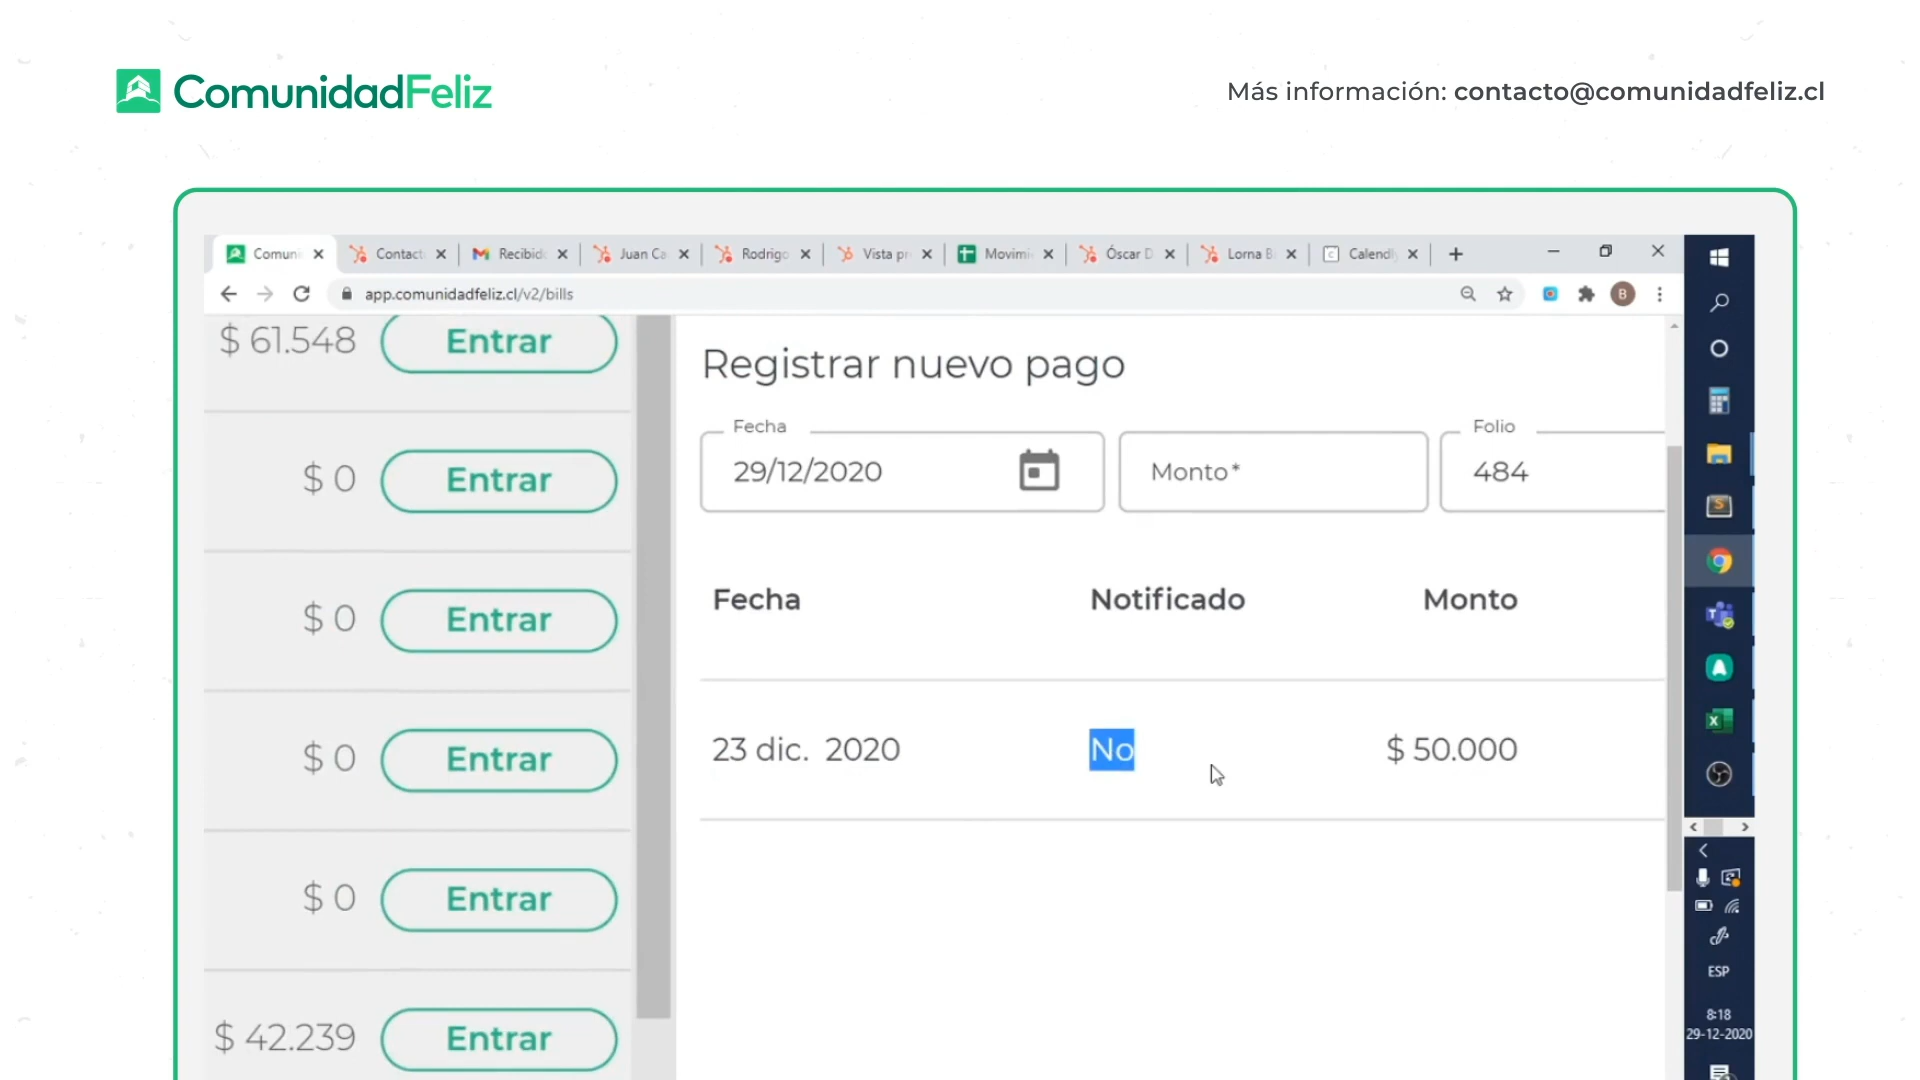 ComunidadFeliz
Más información: contacto@comunidadfeliz.cl
Comuni Contact Recibid Juan Ca Rodrigo Vista pr Movimi Óscar D Lorna B Calendl
app.comunidadfeliz.cl/v2/bills
B
$ 61.548 Entrar
$ 0 Entrar
$ 0 Entrar
$ 0 Entrar
$ 0 Entrar
$ 42.239 Entrar
Registrar nuevo pago
Fecha
29/12/2020
Monto*
Folio
484
Fecha Notificado Monto
23 dic. 2020 No $ 50.000
ESP
8:18
29-12-2020